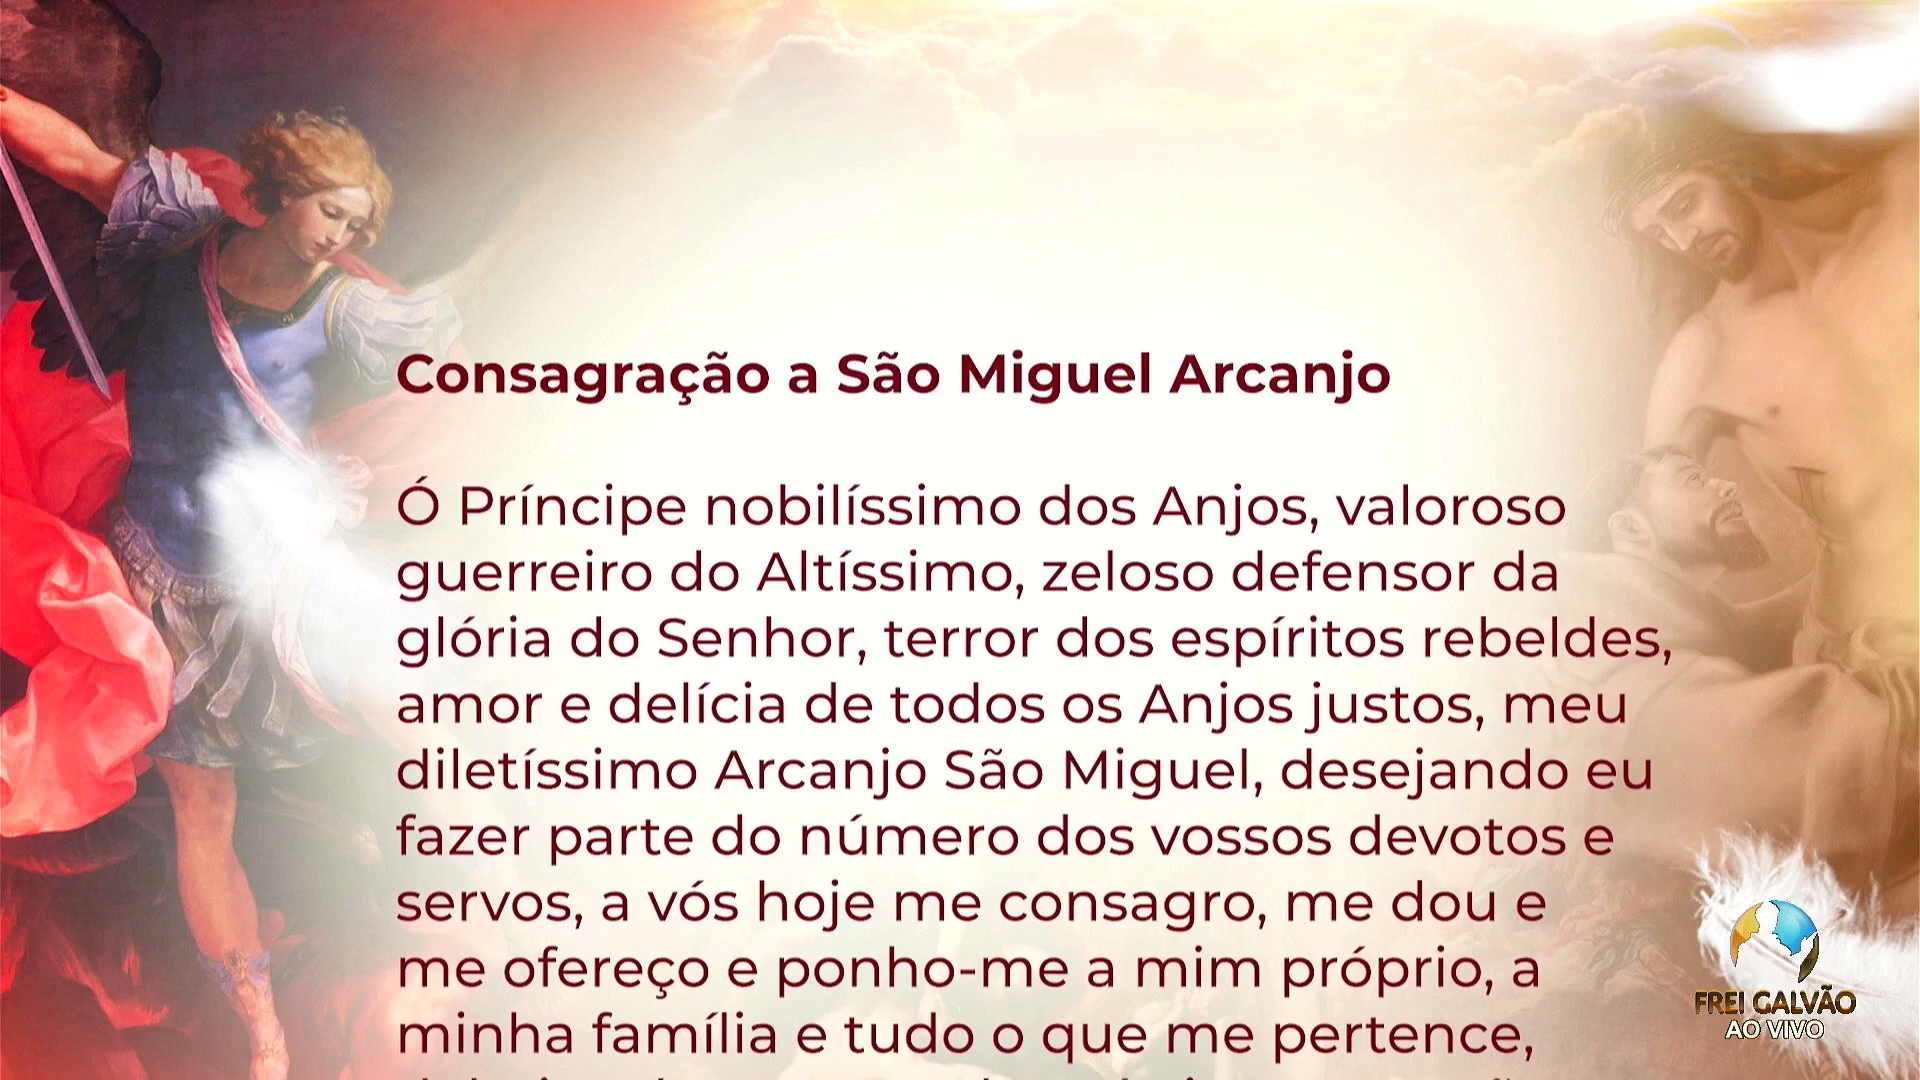 Consagração a São Miguel Arcanjo
Ó Príncipe nobilíssimo dos Anjos, valoroso
guerreiro do Altíssimo, zeloso defensor da
glória do Senhor, terror dos espíritos rebeldes,
amor e delícia de todos os Anjos justos, meu
diletíssimo Arcanjo São Miguel, desejando eu
fazer parte do número dos vossos devotos e
servos, a vós hoje me consagro, me dou e
me ofereço e ponho-me a mim próprio, a
minha família e tudo o que me pertence,
FREI GALVÃO
AO VIVO